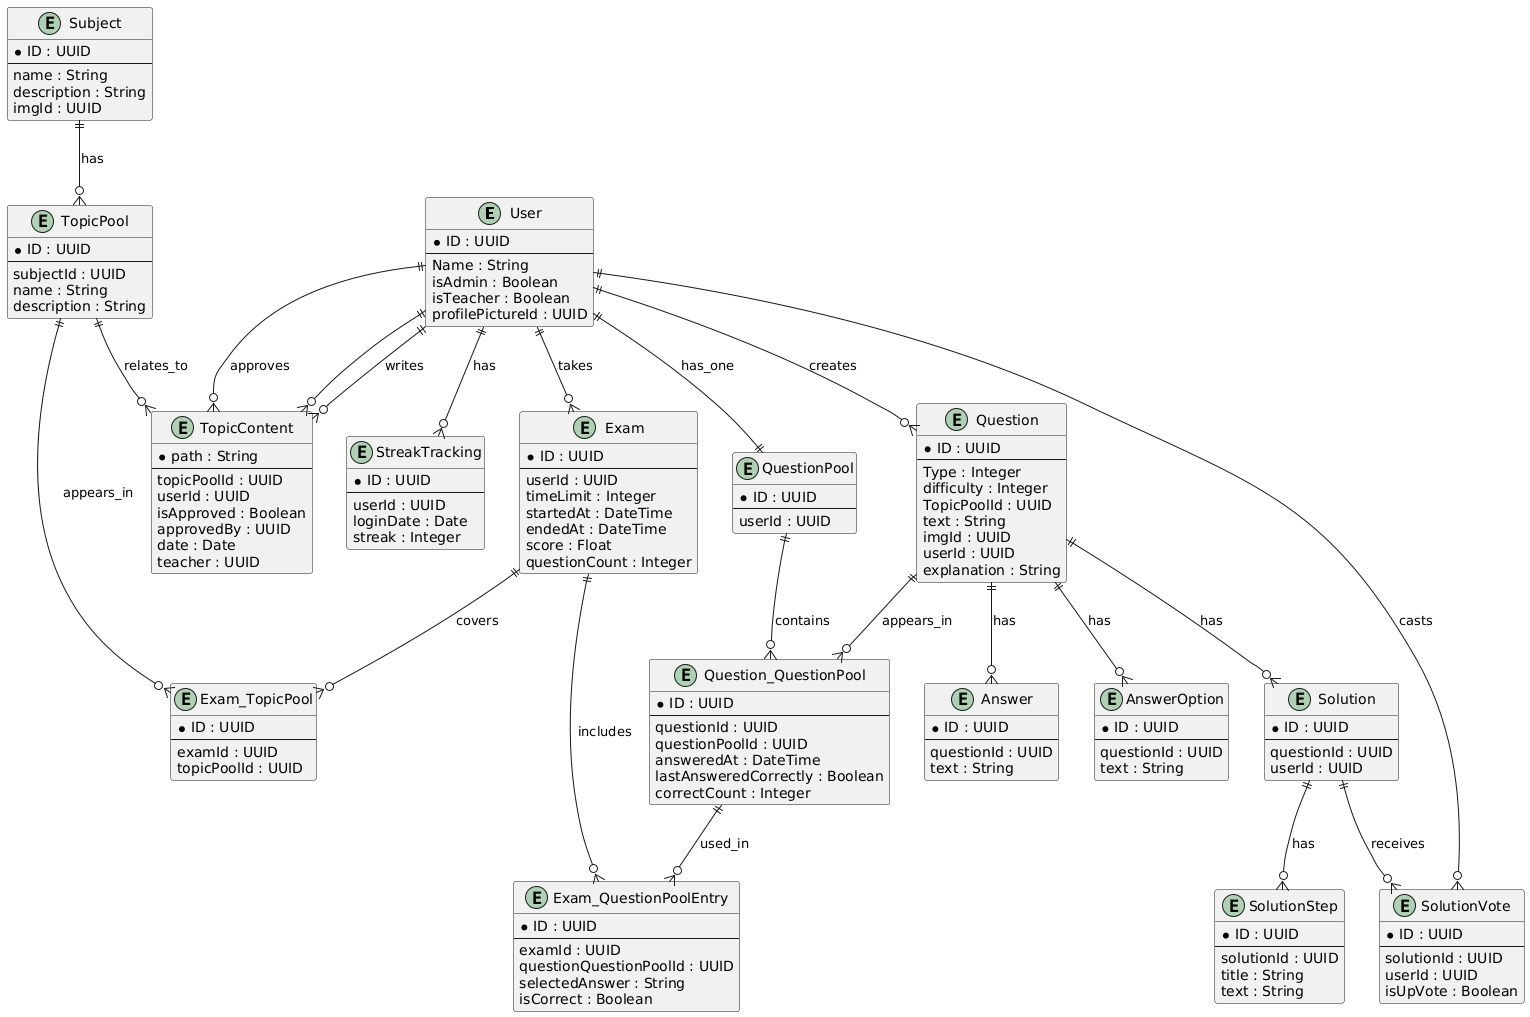 E Subject
* ID : UUID
name : String
description : String
imgId : UUID
has
E TopicPool
* ID : UUID
subjectId : UUID
name : String
description : String
E User
* ID : UUID
Name : String
isAdmin : Boolean
isTeacher : Boolean
profilePictureId : UUID
relates_to
approves
writes
has
takes
has_one
creates
E TopicContent
* path : String
topicPoolId : UUID
userId : UUID
isApproved : Boolean
approvedBy : UUID
date : Date
teacher : UUID
E StreakTracking
* ID : UUID
userId : UUID
loginDate : Date
streak : Integer
E Exam
* ID : UUID
userId : UUID
timeLimit : Integer
startedAt : DateTime
endedAt : DateTime
score : Float
questionCount : Integer
E QuestionPool
* ID : UUID
userId : UUID
E Question
* ID : UUID
Type : Integer
difficulty : Integer
TopicPoolId : UUID
text : String
imgId : UUID
userId : UUID
explanation : String
appears_in
covers
contains
appears_in
has
has
has
casts
E Exam_TopicPool
* ID : UUID
examId : UUID
topicPoolId : UUID
includes
E Question_QuestionPool
* ID : UUID
questionId : UUID
questionPoolId : UUID
answeredAt : DateTime
lastAnsweredCorrectly : Boolean
correctCount : Integer
E Answer
* ID : UUID
questionId : UUID
text : String
E AnswerOption
* ID : UUID
questionId : UUID
text : String
E Solution
* ID : UUID
questionId : UUID
userId : UUID
used_in
has
receives
E Exam_QuestionPoolEntry
* ID : UUID
examId : UUID
questionQuestionPoolId : UUID
selectedAnswer : String
isCorrect : Boolean
E SolutionStep
* ID : UUID
solutionId : UUID
title : String
text : String
E SolutionVote
* ID : UUID
solutionId : UUID
userId : UUID
isUpVote : Boolean